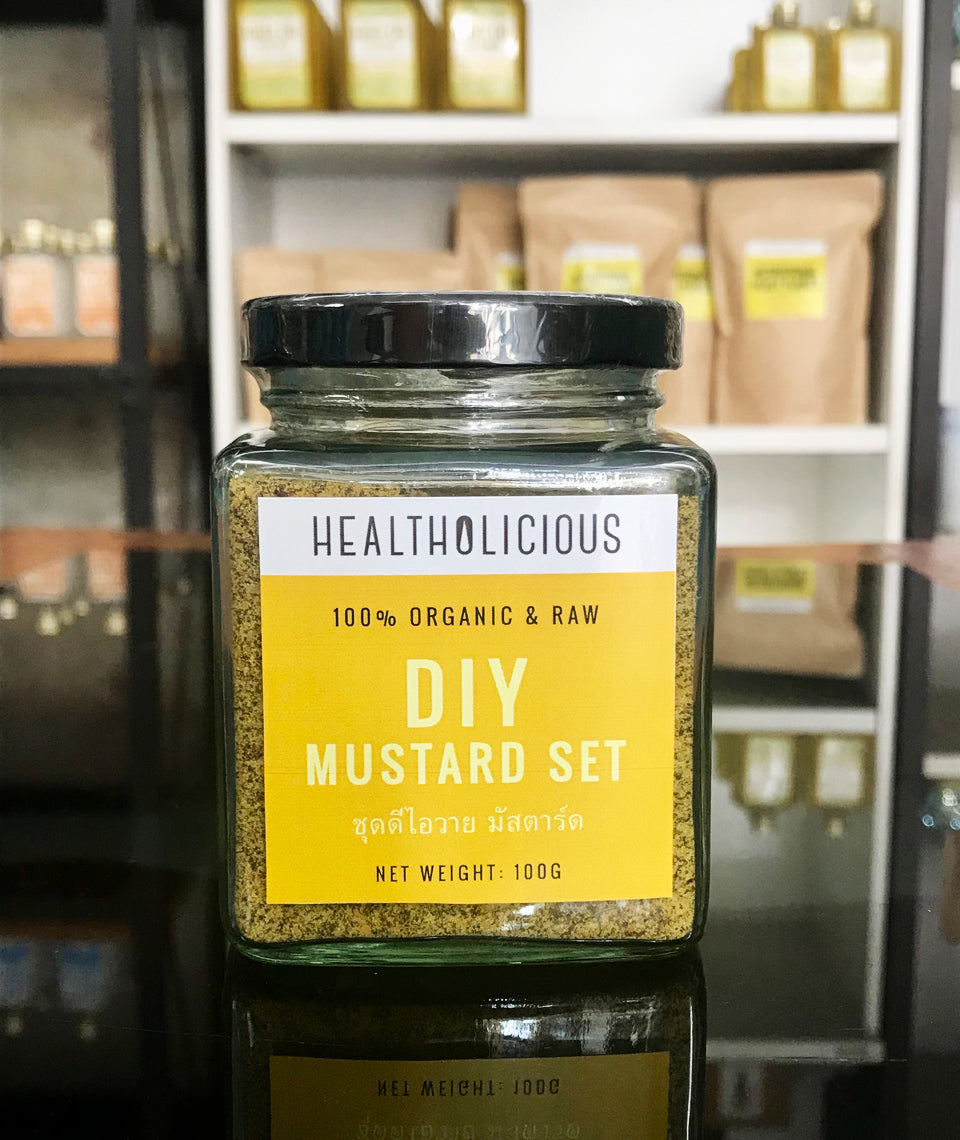 HEALTHOLICIOUS
100% ORGANIC & RAW
DIY
MUSTARD SET
ชุดดีไอวาย มัสตาร์ด
NET WEIGHT: 100G